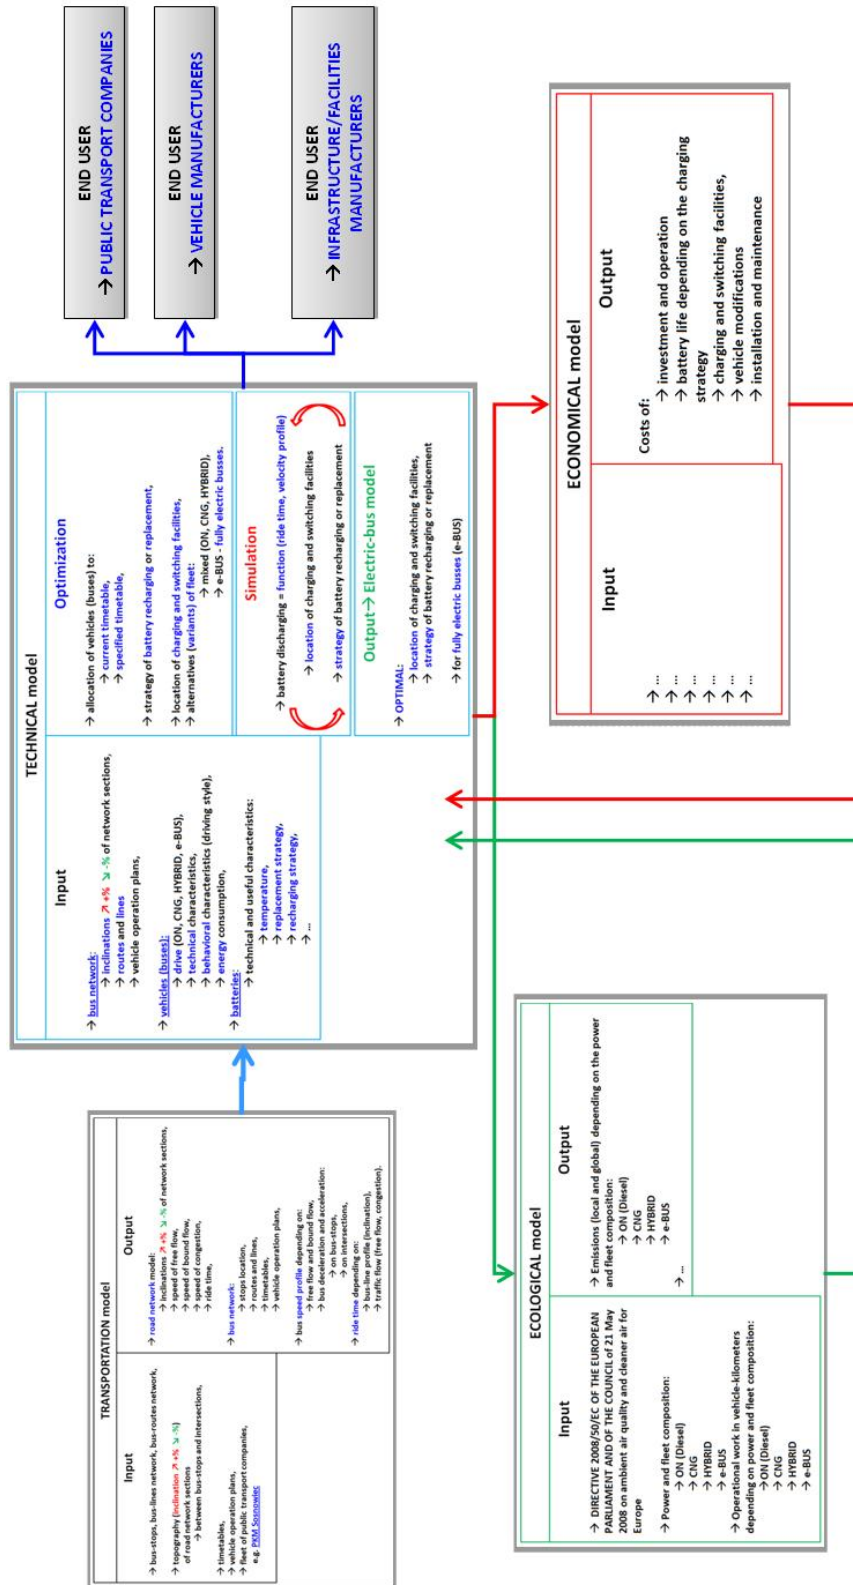 TRANSPORTATION model
Input
→ bus-stops, bus-lines network, bus-routes network,
→ topography (inclination ↗ +% ↘ -%)
of road network sections
→ between bus-stops and intersections,
→ timetables,
→ vehicle operation plans,
→ fleet of public transport companies,
e.g. PKM Sosnowiec
Output
→ road network model:
→ inclinations ↗ +% ↘ -% of network sections,
→ speed of free flow,
→ speed of bound flow,
→ speed of congestion,
→ ride time,
→ bus network:
→ stops location,
→ routes and lines,
→ timetables,
→ vehicle operation plans,
→ bus speed profile depending on:
→ free flow and bound flow,
→ bus deceleration and acceleration:
→ on bus-stops,
→ on intersections,
→ ride time depending on:
→ bus-line profile (inclination),
→ traffic flow (free flow, congestion).
TECHNICAL model
Input
→ bus network:
→ inclinations ↗ +% ↘ -% of network sections,
→ routes and lines
→ vehicle operation plans,
→ vehicles (buses):
→ drive (ON, CNG, HYBRID, e-BUS),
→ technical characteristics,
→ behavioral characteristics (driving style),
→ energy consumption,
→ batteries:
→ technical and useful characteristics:
→ temperature,
→ replacement strategy,
→ recharging strategy,
→ ...
Optimization
→ allocation of vehicles (buses) to:
→ current timetable,
→ specified timetable,
→ strategy of battery recharging or replacement,
→ location of charging and switching facilities,
→ alternatives (variants) of fleet:
→ mixed (ON, CNG, HYBRID),
→ e-BUS - fully electric busses.
Simulation
→ battery discharging = function (ride time, velocity profile)
→ location of charging and switching facilities
→ strategy of battery recharging or replacement
Output → Electric-bus model
→ OPTIMAL:
→ location of charging and switching facilities,
→ strategy of battery recharging or replacement
→ for fully electric busses (e-BUS)
END USER
→ PUBLIC TRANSPORT COMPANIES
END USER
→ VEHICLE MANUFACTURERS
END USER
→ INFRASTRUCTURE/FACILITIES
MANUFACTURERS
ECOLOGICAL model
Input
→ DIRECTIVE 2008/50/EC OF THE EUROPEAN
PARLIAMENT AND OF THE COUNCIL of 21 May
2008 on ambient air quality and cleaner air for
Europe
→ Power and fleet composition:
→ ON (Diesel)
→ CNG
→ HYBRID
→ e-BUS
→ Operational work in vehicle-kilometers
depending on power and fleet composition:
→ ON (Diesel)
→ CNG
→ HYBRID
→ e-BUS
Output
→ Emissions (local and global) depending on the power
and fleet composition:
→ ON (Diesel)
→ CNG
→ HYBRID
→ e-BUS
→ ...
ECONOMICAL model
Input
→ ...
→ ...
→ ...
→ ...
→ ...
→ ...
Output
Costs of:
→ investment and operation
→ battery life depending on the charging
strategy
→ charging and switching facilities,
→ vehicle modifications
→ installation and maintenance